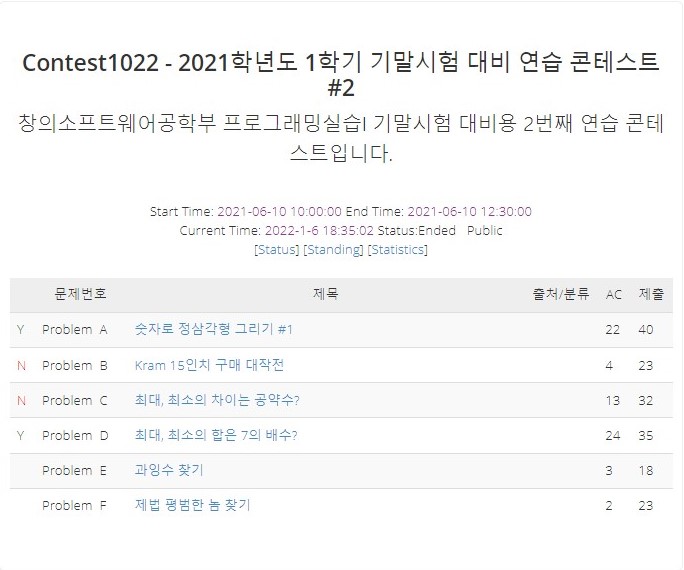 Contest1022 - 2021학년도 1학기 기말시험 대비 연습 콘테스트
#2
창의소프트웨어공학부 프로그래밍실습I 기말시험 대비용 2번째 연습 콘테
스트입니다.
Start Time: 2021-06-10 10:00:00 End Time: 2021-06-10 12:30:00
Current Time: 2022-1-6 18:35:02 Status:Ended Public
[Status] [Standing] [Statistics]
문제번호 제목 출처/분류 AC 제출
Y Problem A 숫자로 정삼각형 그리기 #1 22 40
N Problem B Kram 15인치 구매 대작전 4 23
N Problem C 최대, 최소의 차이는 공약수? 13 32
Y Problem D 최대, 최소의 합은 7의 배수? 24 35
Problem E 과잉수 찾기 3 18
Problem F 제법 평범한 놈 찾기 2 23